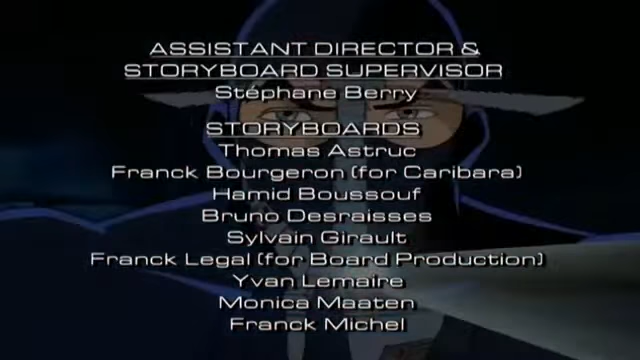 ASSISTANT DIRECTOR &
STORYBOARD SUPERVISOR
Stéphane Berry
STORYBOARDS
Thomas Astruc
Franck Bourgeron (for Caribara)
Hamid Boussouf
Bruno Desraisses
Sylvain Girault
Franck Legal (for Board Production)
Yvan Lemaire
Monica Maaten
Franck Michel